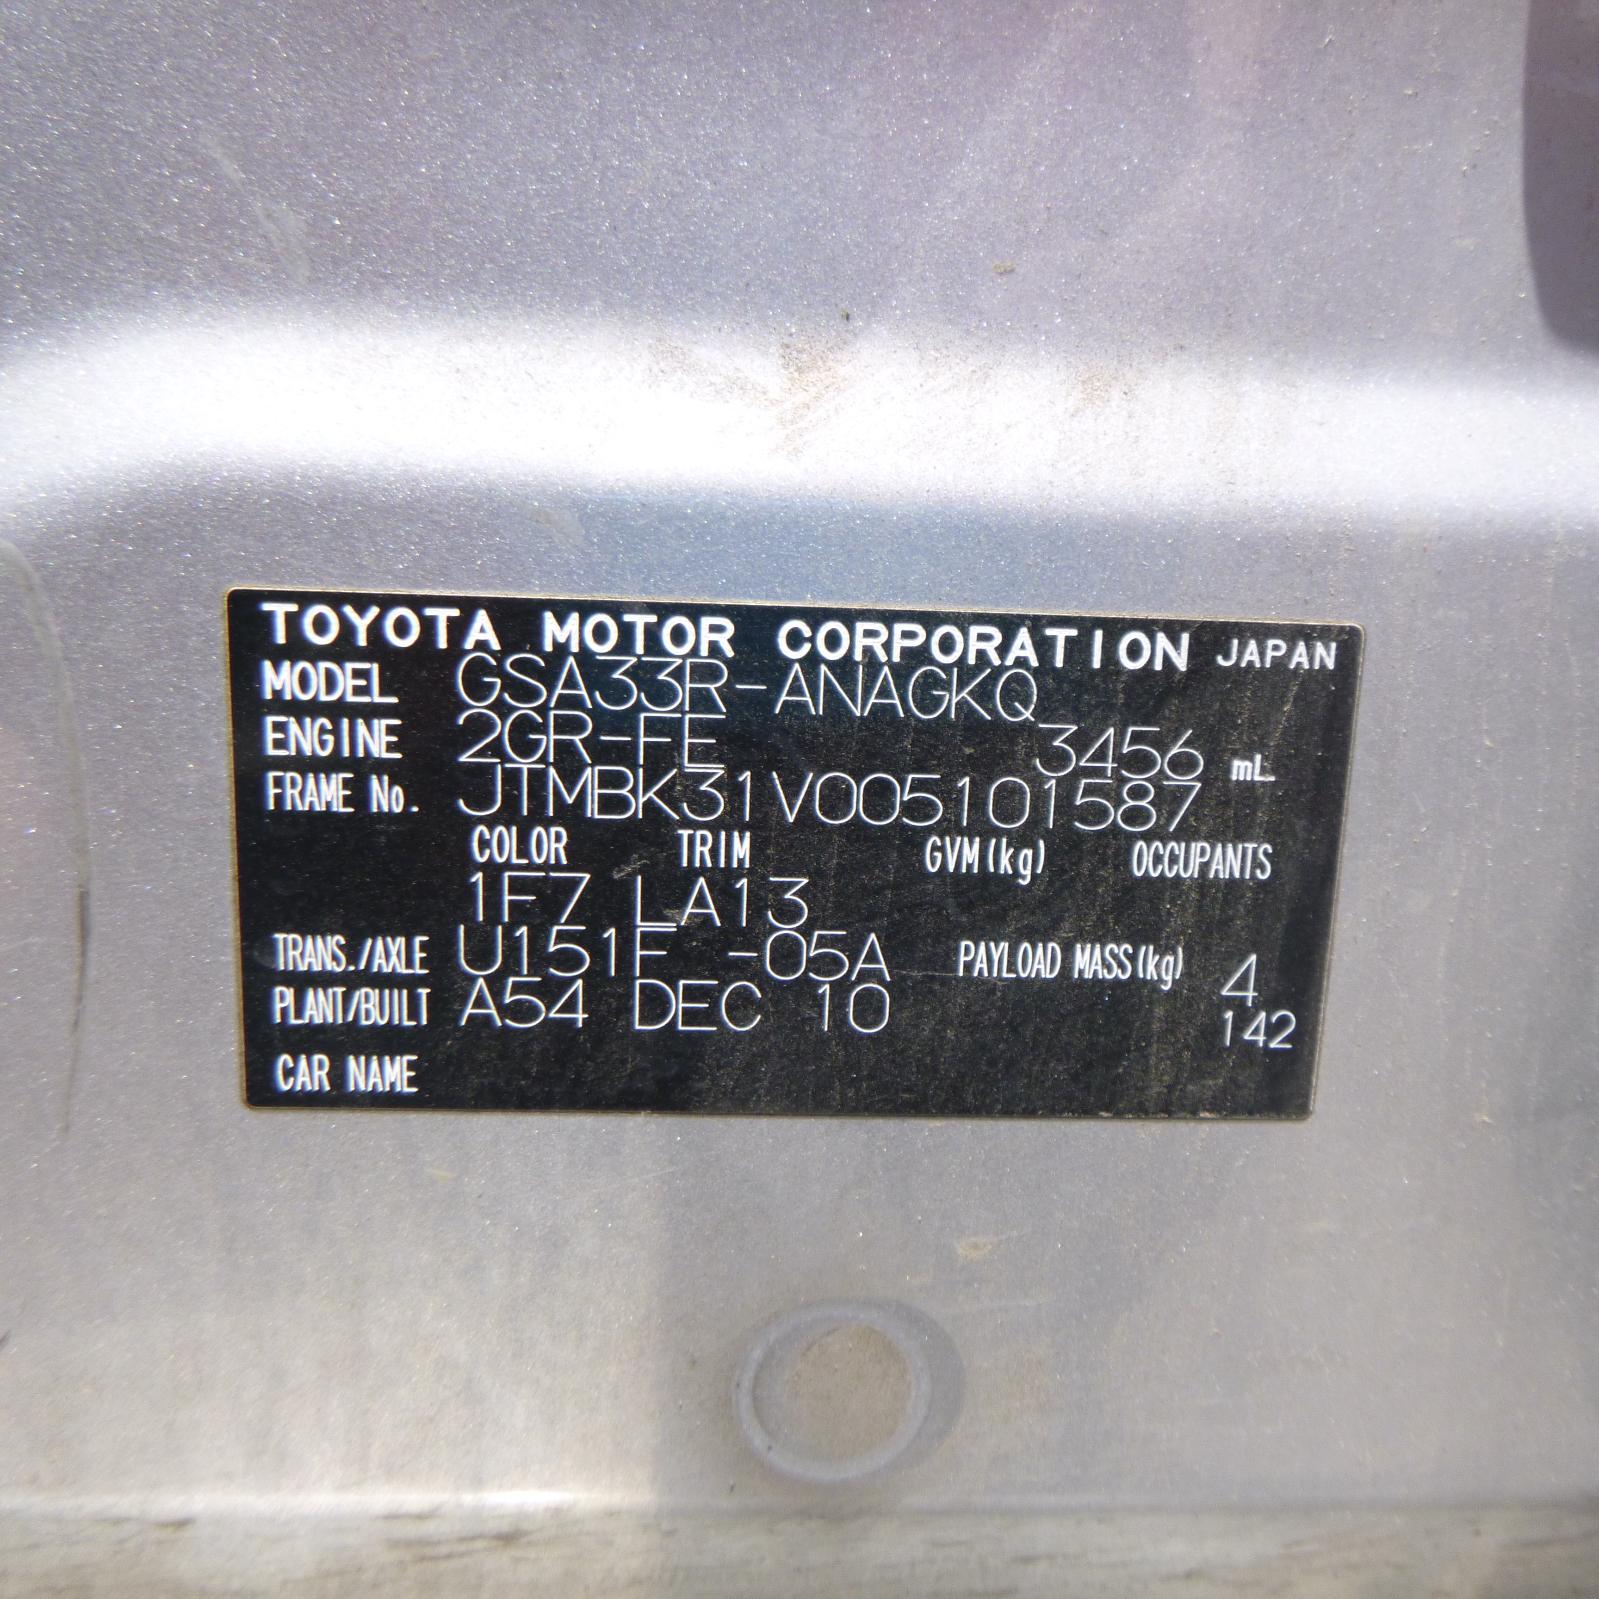 TOYOTA MOTOR CORPORATION JAPAN
MODEL GSA33R-ANAGKQ
ENGINE 2GR-FE 3456 mL
FRAME No. JTMBK31V005101587
COLOR TRIM GVM(kg) OCCUPANTS
1F7 LA13
TRANS./AXLE U151F -05A PAYLOAD MASS(kg) 4
PLANT/BUILT A54 DEC 10 142
CAR NAME